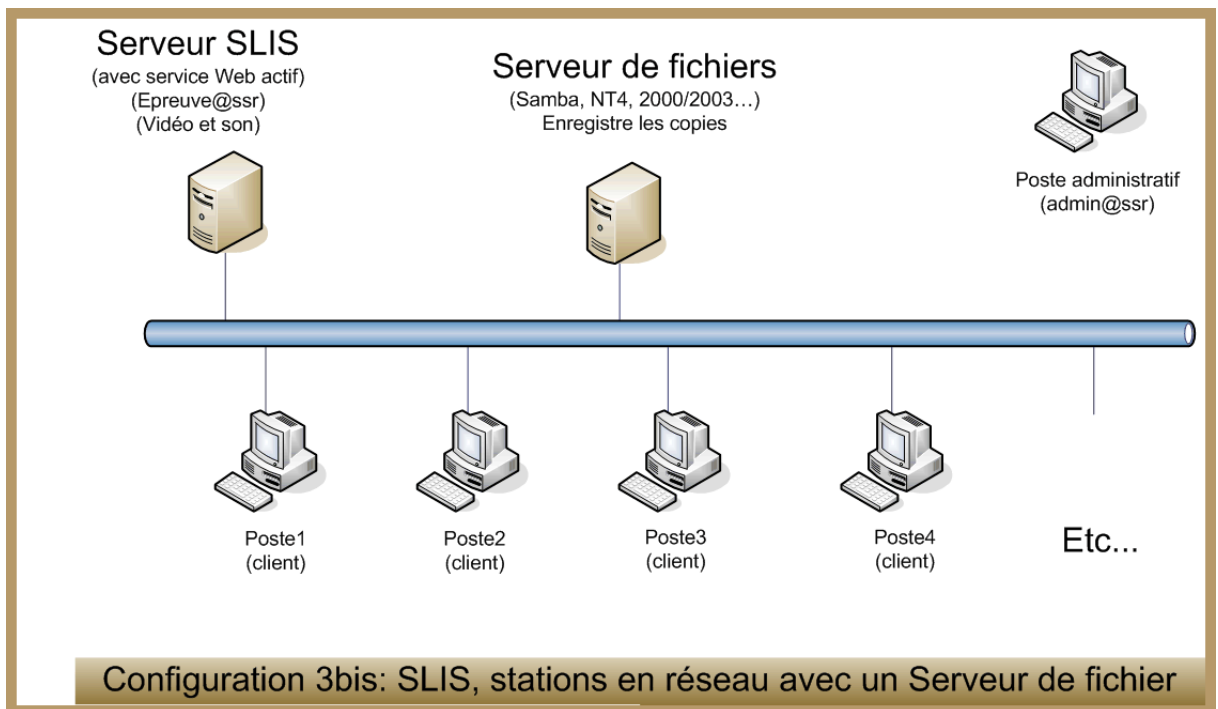 Serveur SLIS
(avec service Web actif)
(Epreuve@ssr)
(Vidéo et son)
Serveur de fichiers
(Samba, NT4, 2000/2003...)
Enregistre les copies
Poste administratif
(admin@ssr)
Poste1
(client)
Poste2
(client)
Poste3
(client)
Poste4
(client)
Etc...
Configuration 3bis: SLIS, stations en réseau avec un Serveur de fichier